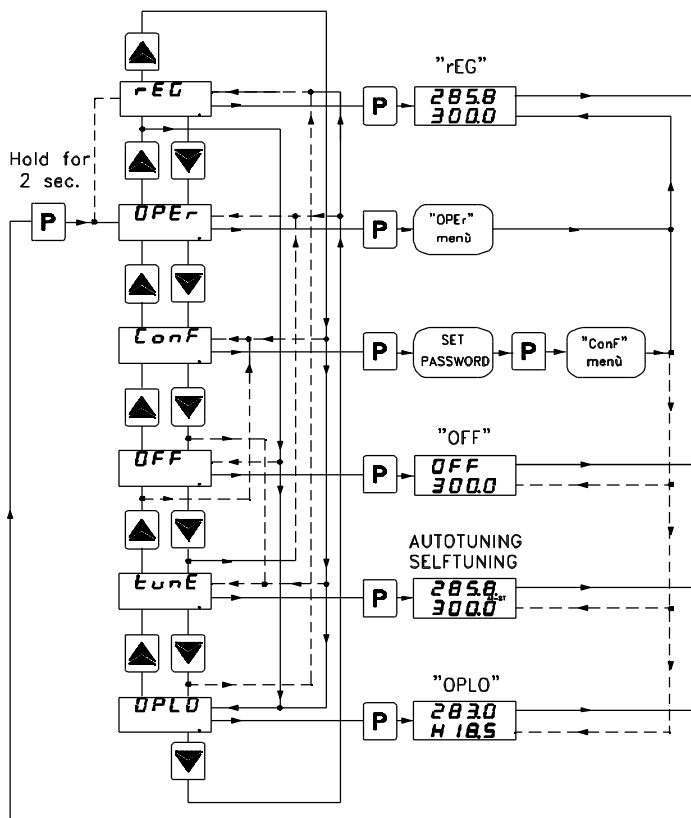 "rEG"
rEG
P
285.8
300.0
Hold for
2 sec.
P
OPEr
P
"OPEr"
menù
ConF
P
SET
PASSWORD
P
"ConF"
menù
"OFF"
OFF
P
OFF
300.0
AUTOTUNING
SELFTUNING
tunE
P
285.8
300.0
"OPLO"
OPLO
P
283.0
H 18.5